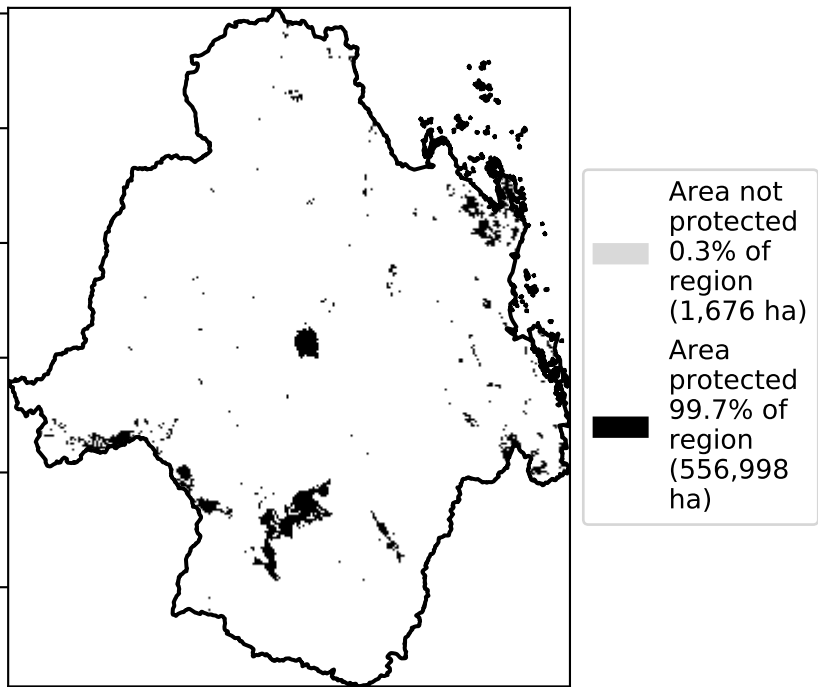 Area not
protected
0.3% of
region
(1,676 ha)
Area
protected
99.7% of
region
(556,998
ha)